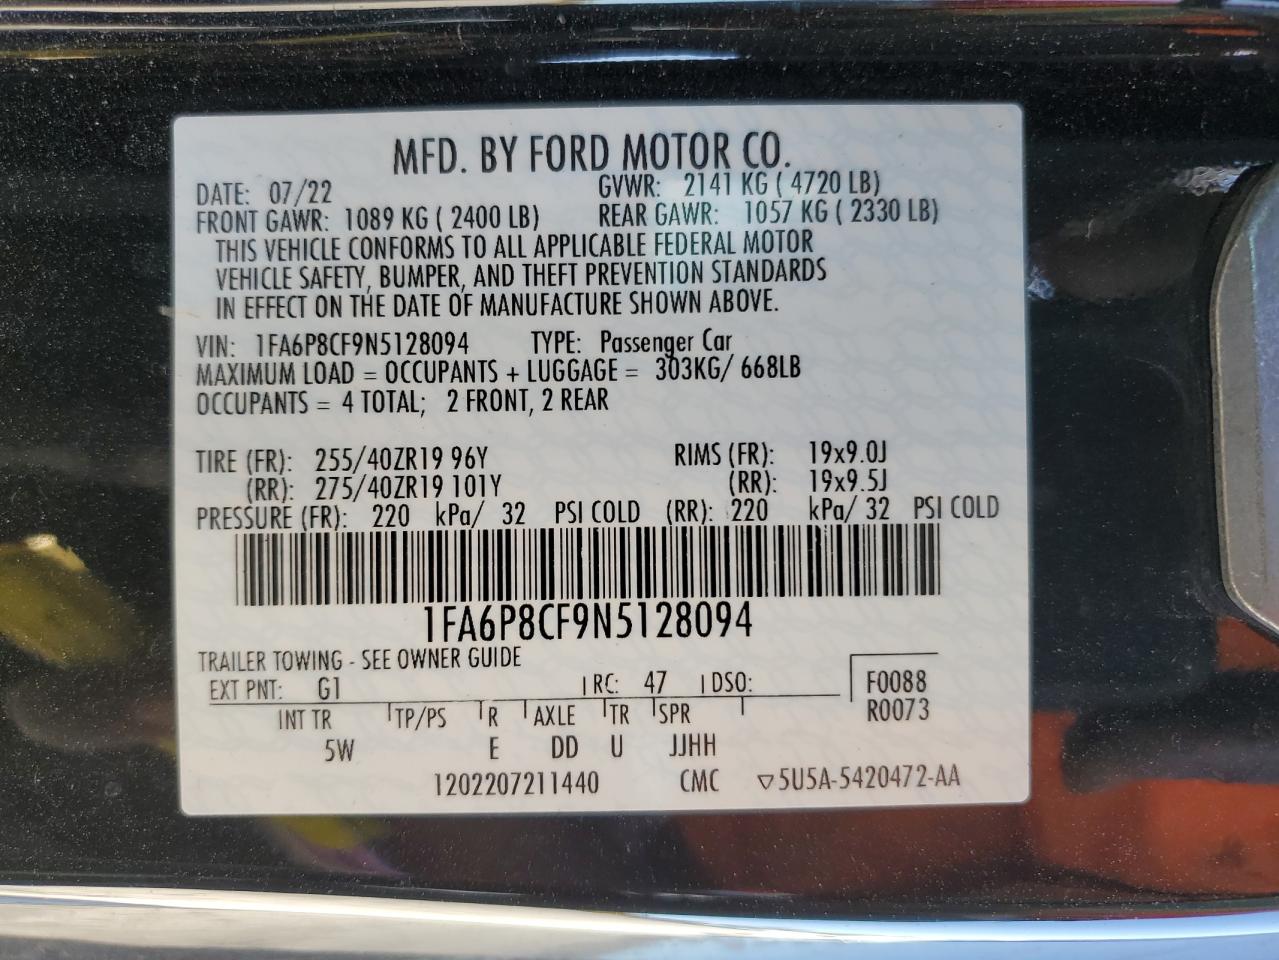 MFD. BY FORD MOTOR CO.
DATE: 07/22 GVWR: 2141 KG ( 4720 LB)
FRONT GAWR: 1089 KG ( 2400 LB) REAR GAWR: 1057 KG ( 2330 LB)
THIS VEHICLE CONFORMS TO ALL APPLICABLE FEDERAL MOTOR
VEHICLE SAFETY, BUMPER, AND THEFT PREVENTION STANDARDS
IN EFFECT ON THE DATE OF MANUFACTURE SHOWN ABOVE.
VIN: 1FA6P8CF9N5128094 TYPE: Passenger Car
MAXIMUM LOAD = OCCUPANTS + LUGGAGE = 303KG/ 668LB
OCCUPANTS = 4 TOTAL; 2 FRONT, 2 REAR
TIRE (FR): 255/40ZR19 96Y RIMS (FR): 19x9.0J
(RR): 275/40ZR19 101Y (RR): 19x9.5J
PRESSURE (FR): 220 kPa/ 32 PSI COLD (RR): 220 kPa/ 32 PSI COLD
1FA6P8CF9N5128094
TRAILER TOWING - SEE OWNER GUIDE
EXT PNT: G1 RC: 47 DSO: F0088
INT TR TP/PS R AXLE TR SPR R0073
5W E DD U JJHH
1202207211440 CMC ▽5U5A-5420472-AA